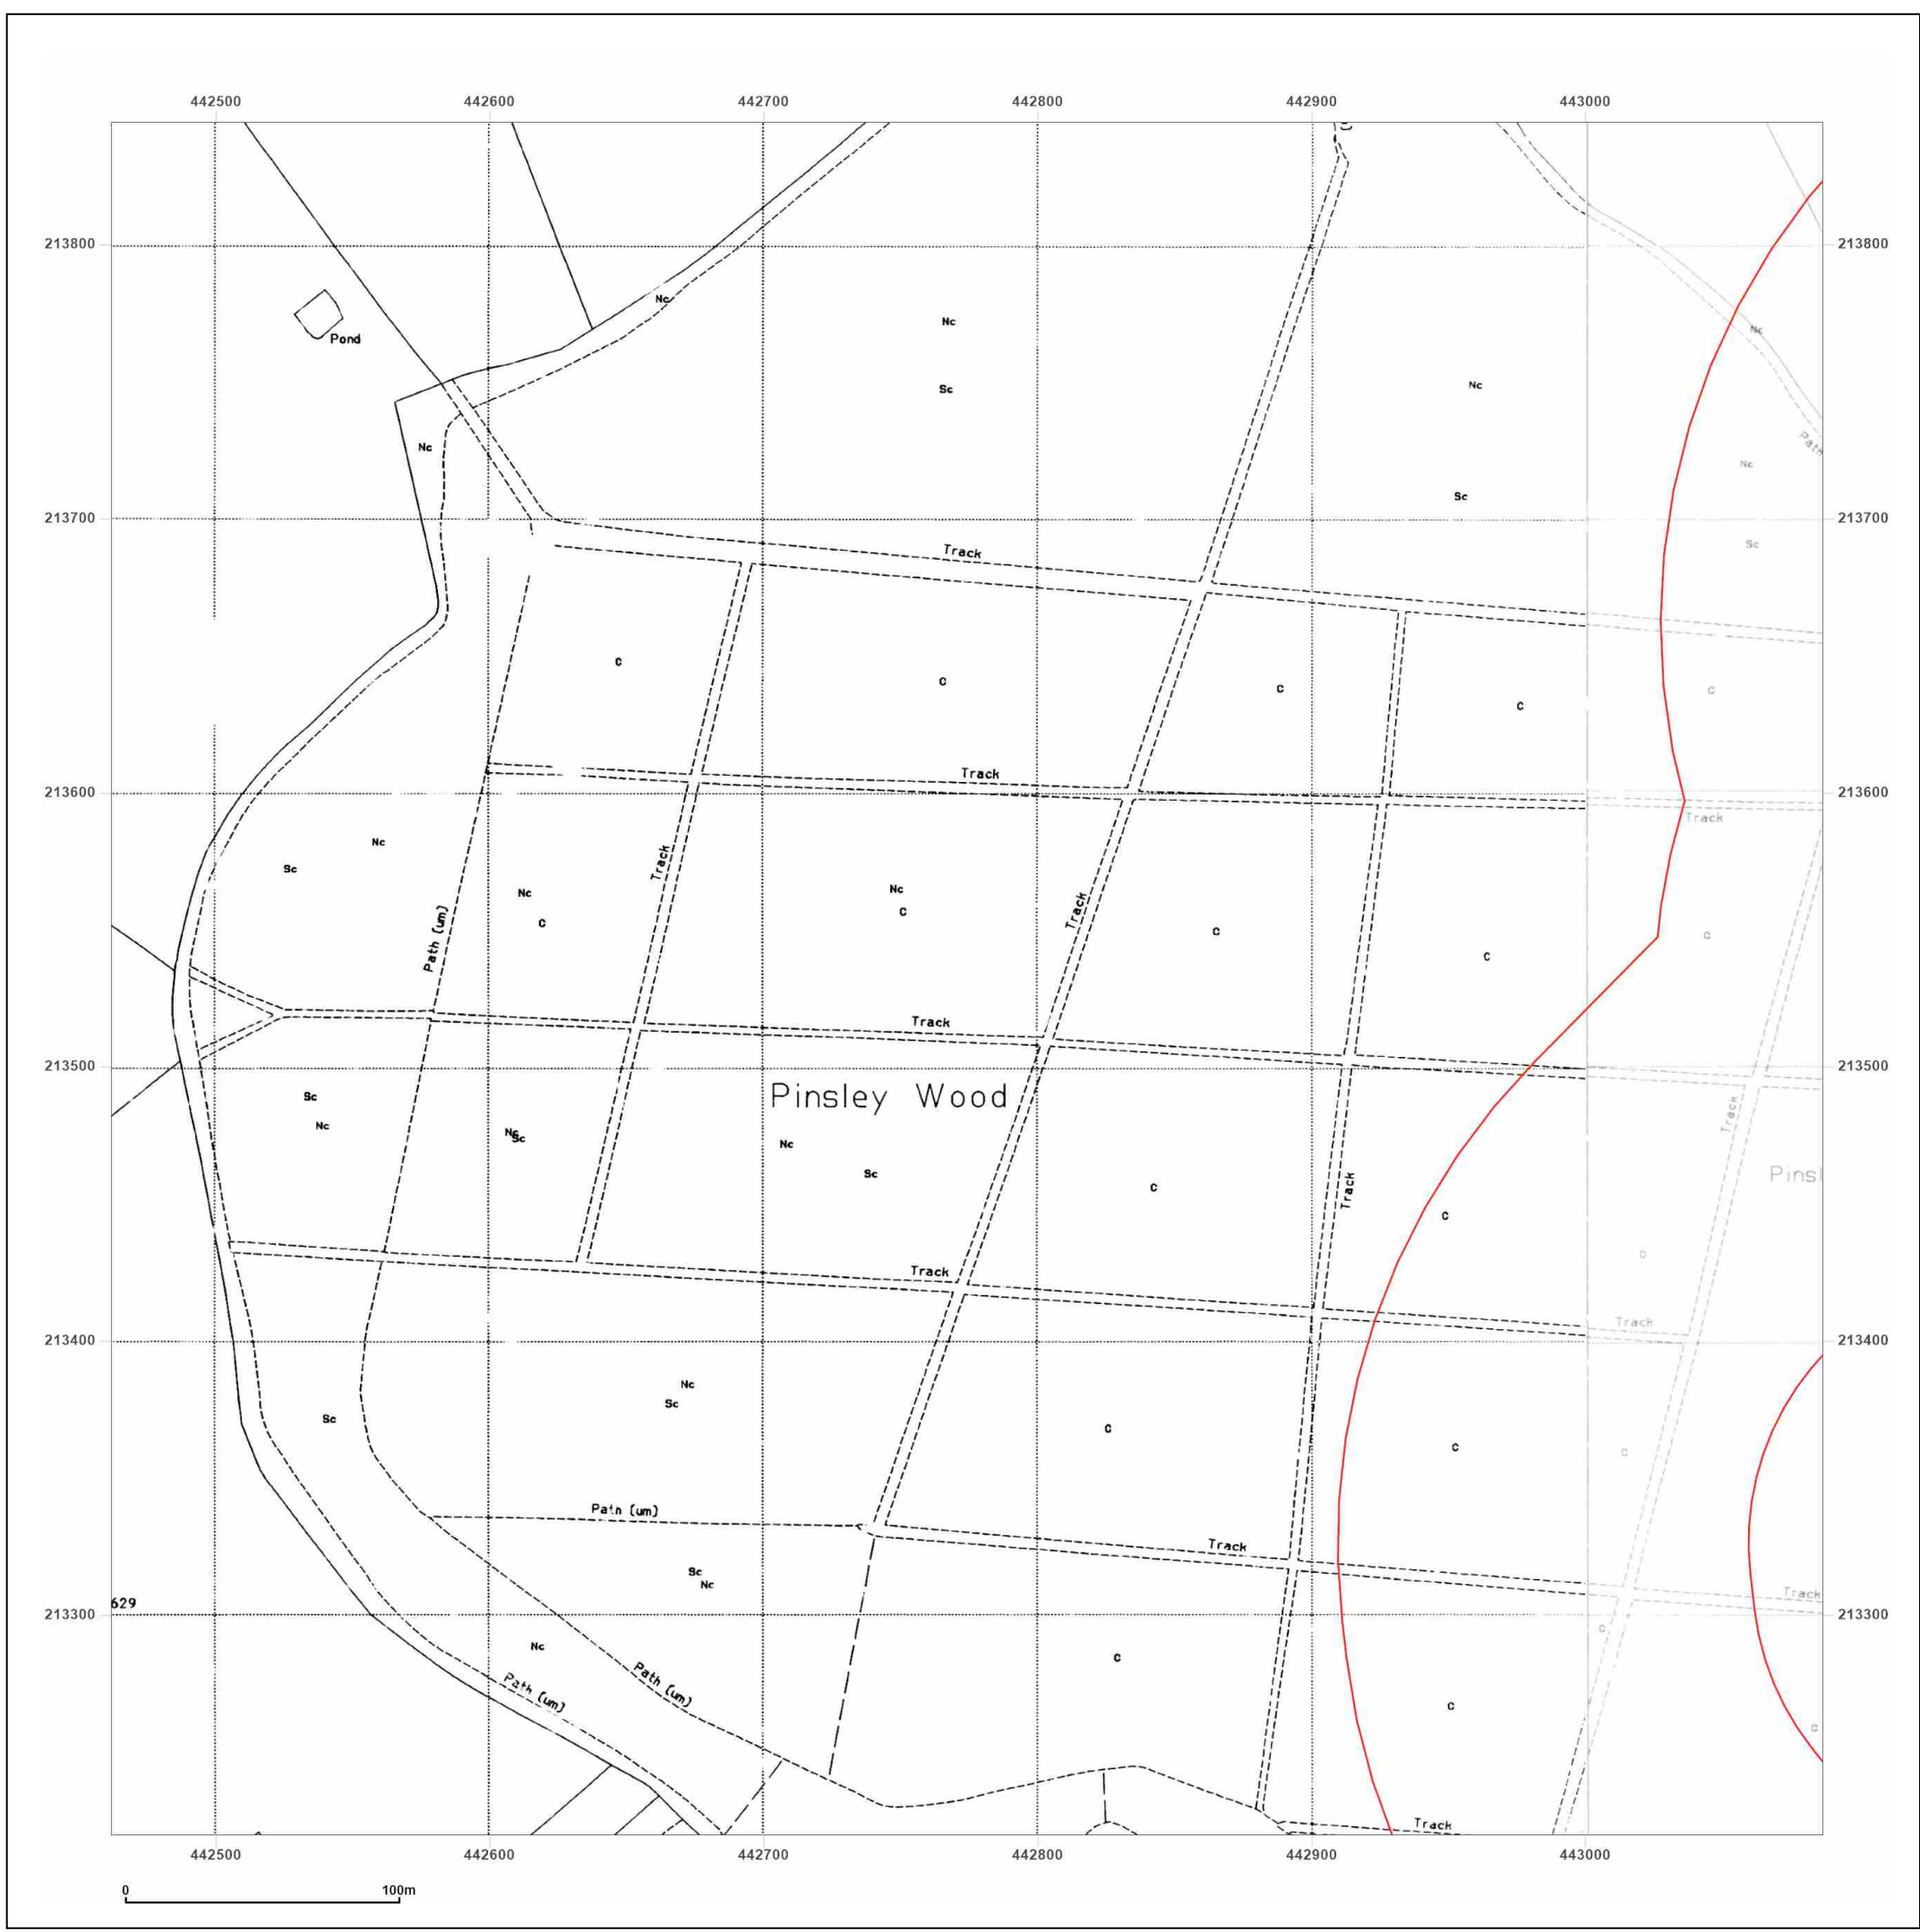 442500 442600 442700 442800 442900 443000
213800 213800
Nc
Nc
Pond
Nc
Sc
Nc
Path
Nc
Nc
Sc
213700 213700
Sc
Track
C
C
C
C
C
Track
213600 213600
Track
Nc
Track
Sc
Nc
Nc
C
C
Track
Path (um)
C
C
C
Track
213500 213500
Pinsley Wood
Sc
Track
Nc
Nc
Sc
Nc
Sc
Pinsl
C
Track
C
C
Track
Track
213400 213400
Nc
Sc
Sc
C
C
C
Path (um)
Track
Sc
Nc
Track
629
213300 213300
C
Nc
C
Path (um)
Path (um)
C
C
Track
442500 442600 442700 442800 442900 443000
0 100m